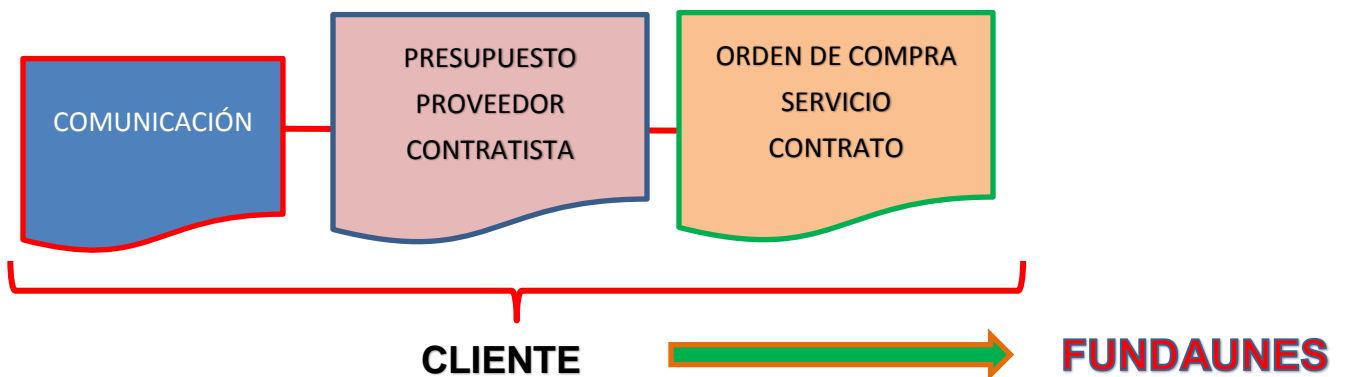 COMUNICACIÓN
PRESUPUESTO
PROVEEDOR
CONTRATISTA
ORDEN DE COMPRA
SERVICIO
CONTRATO
CLIENTE
FUNDAUNES